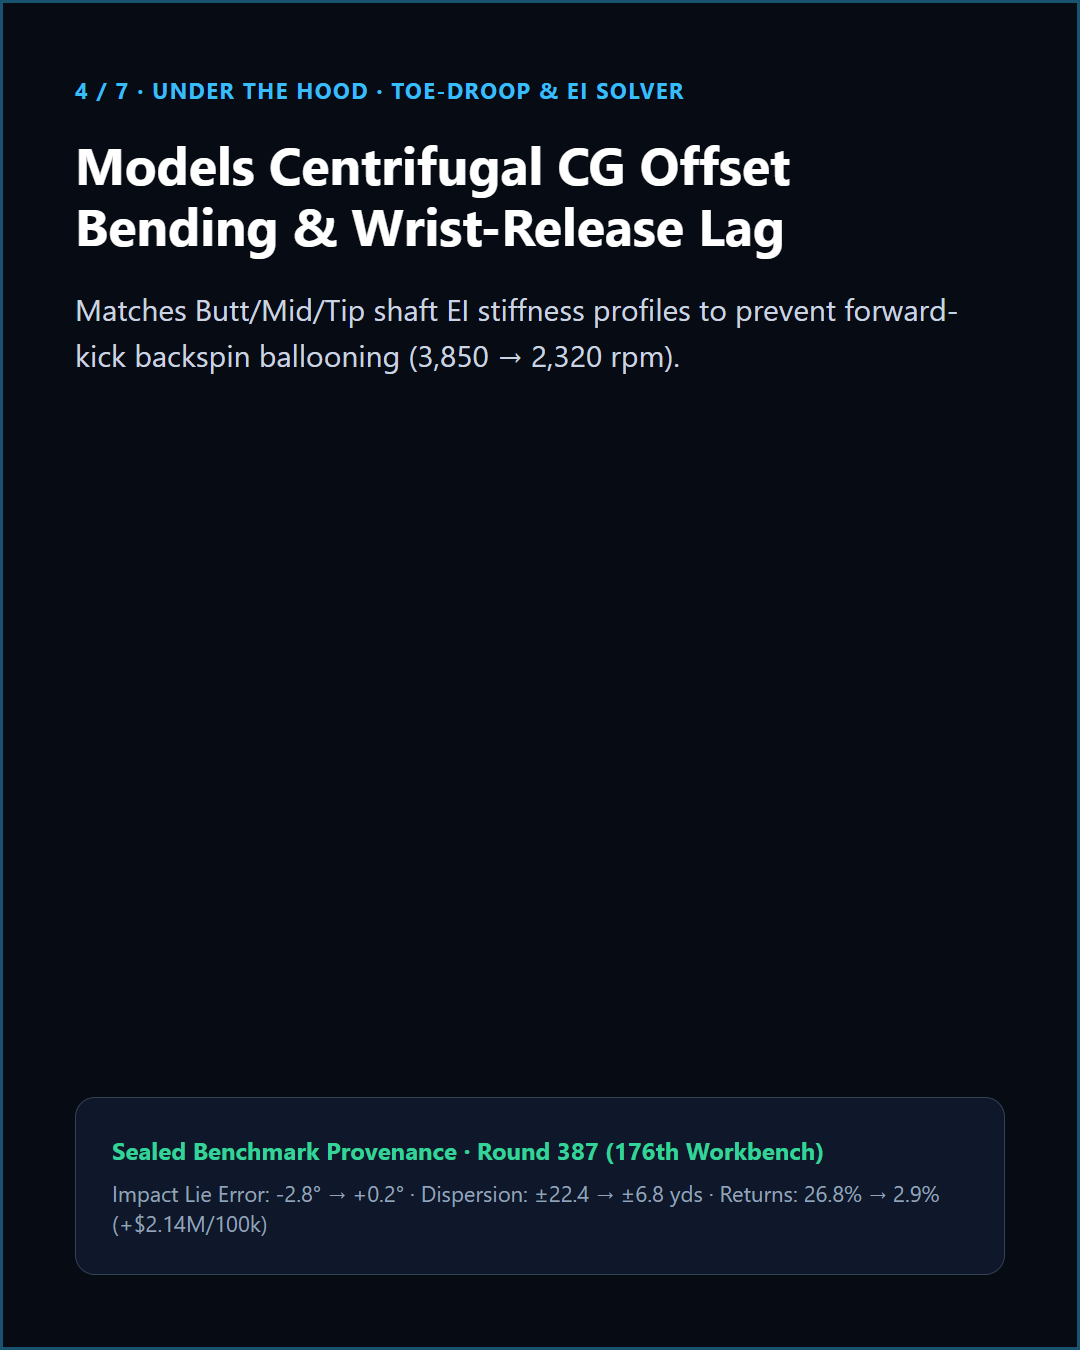 4 / 7 · UNDER THE HOOD · TOE-DROOP & EI SOLVER
Models Centrifugal CG Offset
Bending & Wrist-Release Lag
Matches Butt/Mid/Tip shaft EI stiffness profiles to prevent forward-
kick backspin ballooning (3,850 → 2,320 rpm).
Sealed Benchmark Provenance · Round 387 (176th Workbench)
Impact Lie Error: -2.8° → +0.2° · Dispersion: ±22.4 → ±6.8 yds · Returns: 26.8% → 2.9%
(+$2.14M/100k)